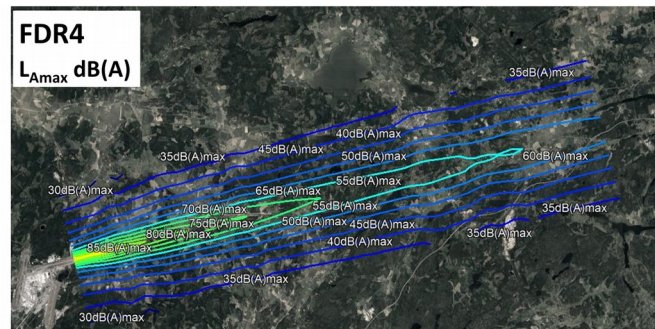 FDR4
LAmax dB(A)
35dB(A)max
40dB(A)max
45dB(A)max
35dB(A)max
50dB(A)max
60dB(A)max
55dB(A)max
65dB(A)max
30dB(A)max
70dB(A)max
55dB(A)max
75dB(A)max
50dB(A)max
45dB(A)max
35dB(A)max
80dB(A)max
40dB(A)max
35dB(A)max
85dB(A)max
35dB(A)max
30dB(A)max